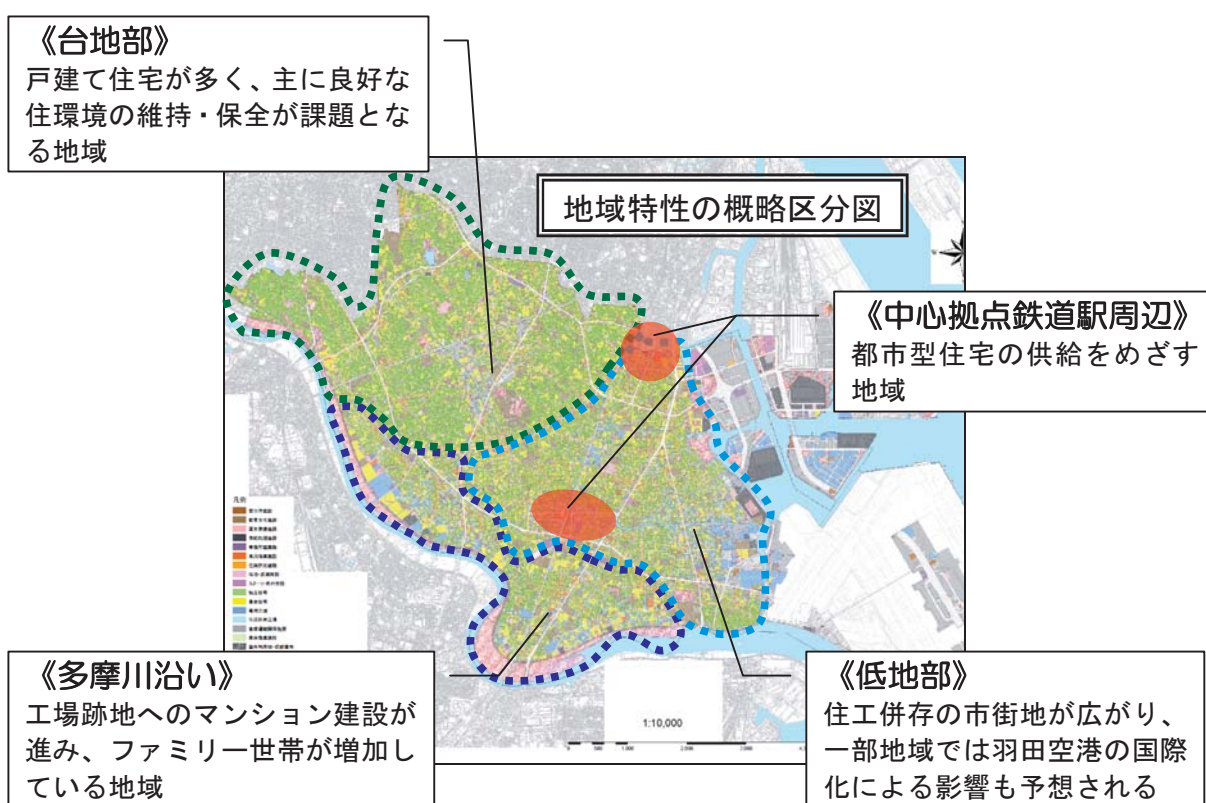 《台地部》
戸建て住宅が多く、主に良好な
住環境の維持・保全が課題とな
る地域
地域特性の概略区分図
《中心拠点鉄道駅周辺》
都市型住宅の供給をめざす
地域
凡例
《多摩川沿い》
工場跡地へのマンション建設が
進み、ファミリー世帯が増加し
ている地域
1:10,000
《低地部》
住工併存の市街地が広がり、
一部地域では羽田空港の国際
化による影響も予想される